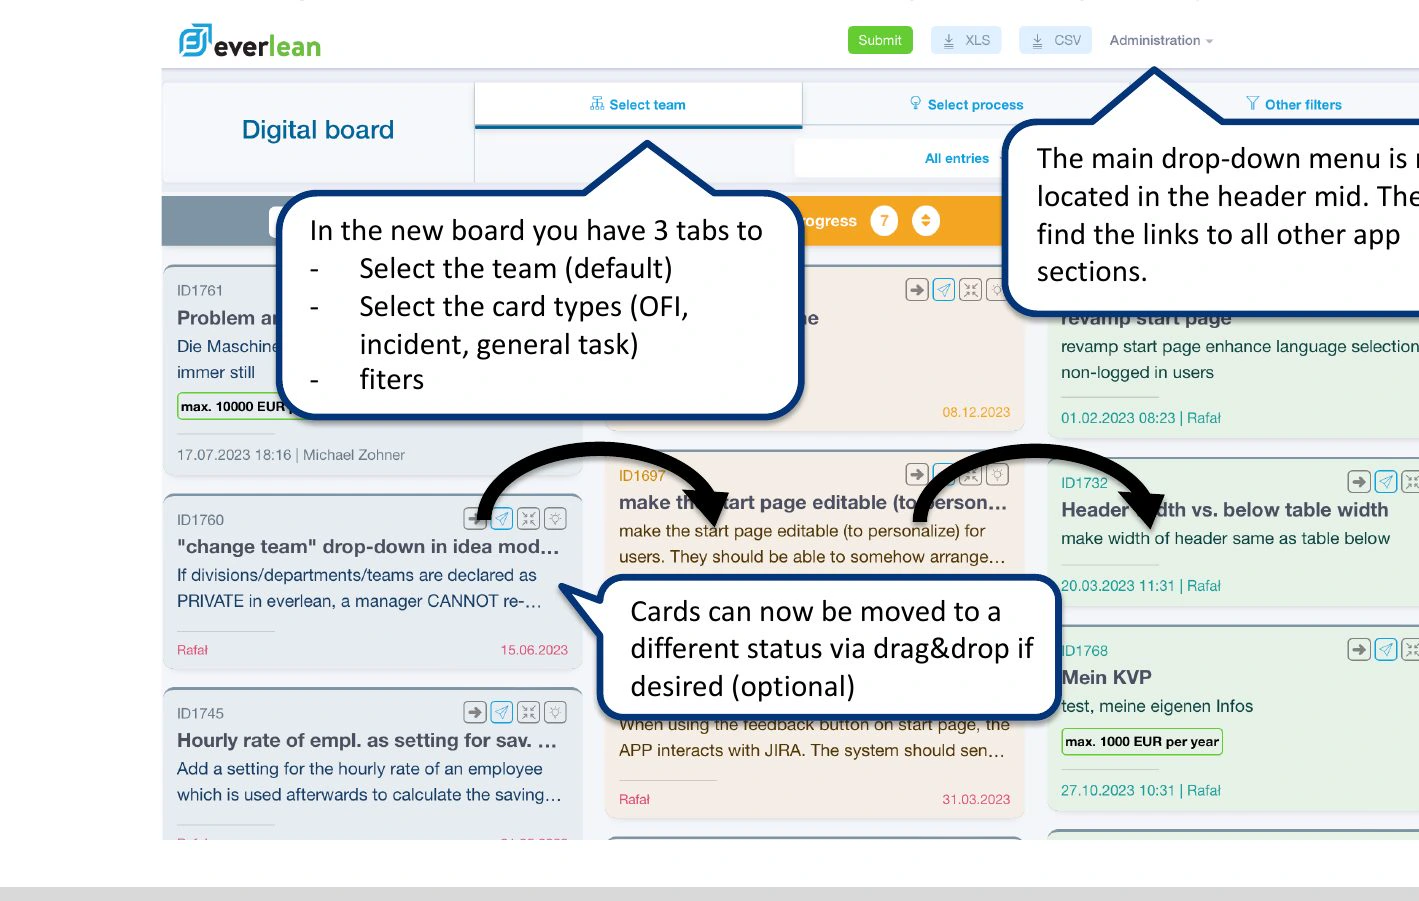 everlean
Submit
XLS
CSV
Administration
Digital board
Select team
Select process
Other filters
All entries
The main drop-down menu is
located in the header mid. The
find the links to all other app
sections.
In the new board you have 3 tabs to
- Select the team (default)
- Select the card types (OFI,
incident, general task)
- fiters
7
ID1761
Problem
Die Maschine
immer still
max. 10000 EUR
17.07.2023 18:16 | Michael Zohner
ID1760
"change team" drop-down in idea mod...
If divisions/departments/teams are declared as
PRIVATE in everlean, a manager CANNOT re-...
Rafał
15.06.2023
ID1745
Hourly rate of empl. as setting for sav. ...
Add a setting for the hourly rate of an employee
which is used afterwards to calculate the saving...
08.12.2023
ID1697
make the start page editable (to person...
make the start page editable (to personalize) for
users. They should be able to somehow arrange...
Cards can now be moved to a
different status via drag&drop if
desired (optional)
When using the feedback button on start page, the
APP interacts with JIRA. The system should sen...
Rafał
31.03.2023
revamp start page
revamp start page enhance language selection
non-logged in users
01.02.2023 08:23 | Rafał
ID1732
Header width vs. below table width
make width of header same as table below
20.03.2023 11:31 | Rafał
ID1768
Mein KVP
test, meine eigenen Infos
max. 1000 EUR per year
27.10.2023 10:31 | Rafał